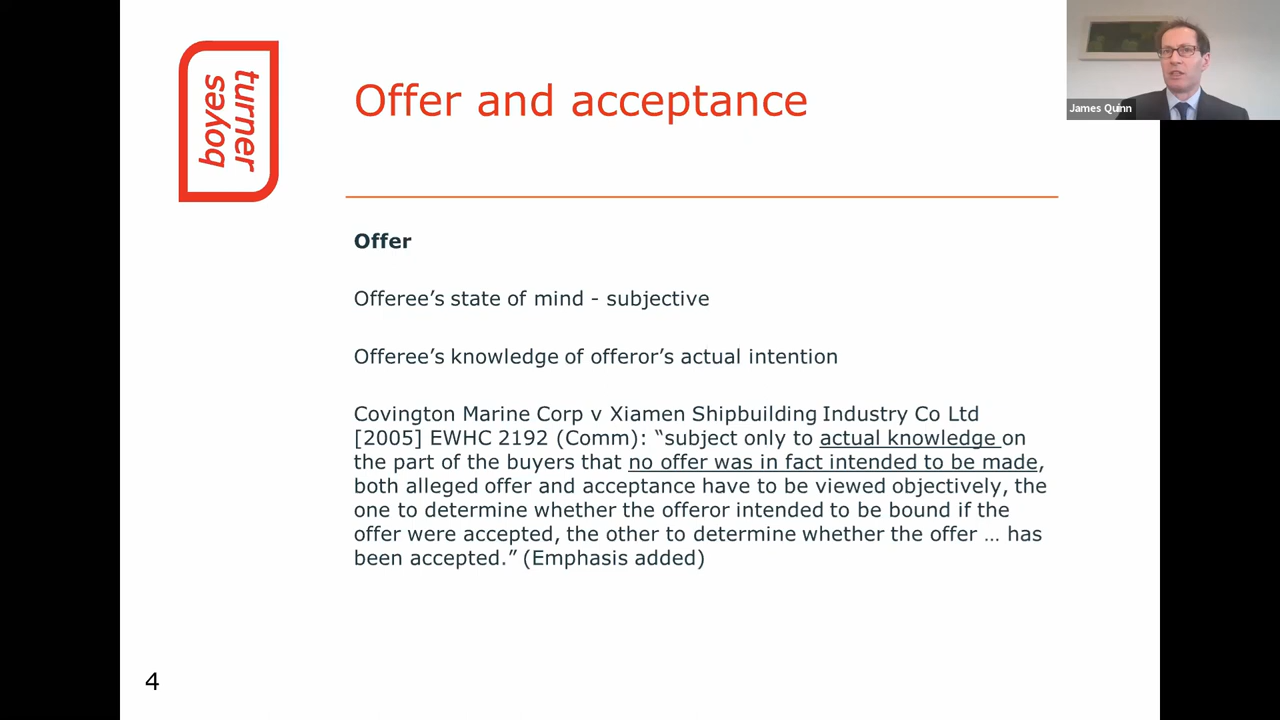 turner
boyes
Offer and acceptance
James Quinn
Offer
Offeree’s state of mind - subjective
Offeree’s knowledge of offeror’s actual intention
Covington Marine Corp v Xiamen Shipbuilding Industry Co Ltd
[2005] EWHC 2192 (Comm): “subject only to actual knowledge on
the part of the buyers that no offer was in fact intended to be made,
both alleged offer and acceptance have to be viewed objectively, the
one to determine whether the offeror intended to be bound if the
offer were accepted, the other to determine whether the offer … has
been accepted.” (Emphasis added)
4